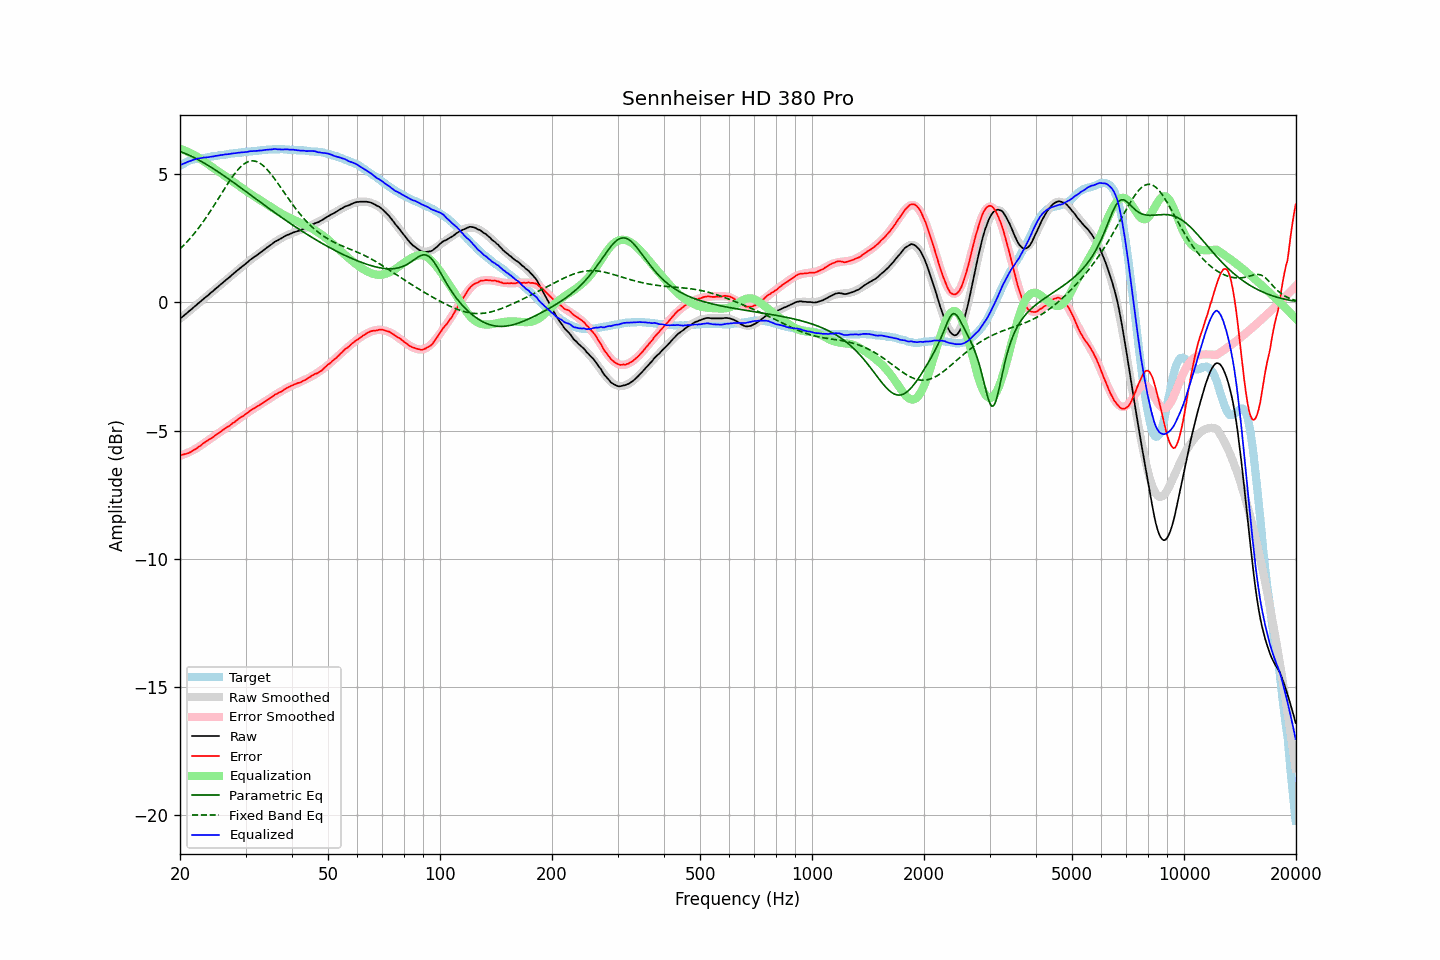 Sennheiser HD 380 Pro
5
0
−5
−10
−15
−20
Amplitude (dBr)
Target
Raw Smoothed
Error Smoothed
Raw
Error
Equalization
Parametric Eq
Fixed Band Eq
Equalized
20 50 100 200 500 1000 2000 5000 10000 20000
Frequency (Hz)